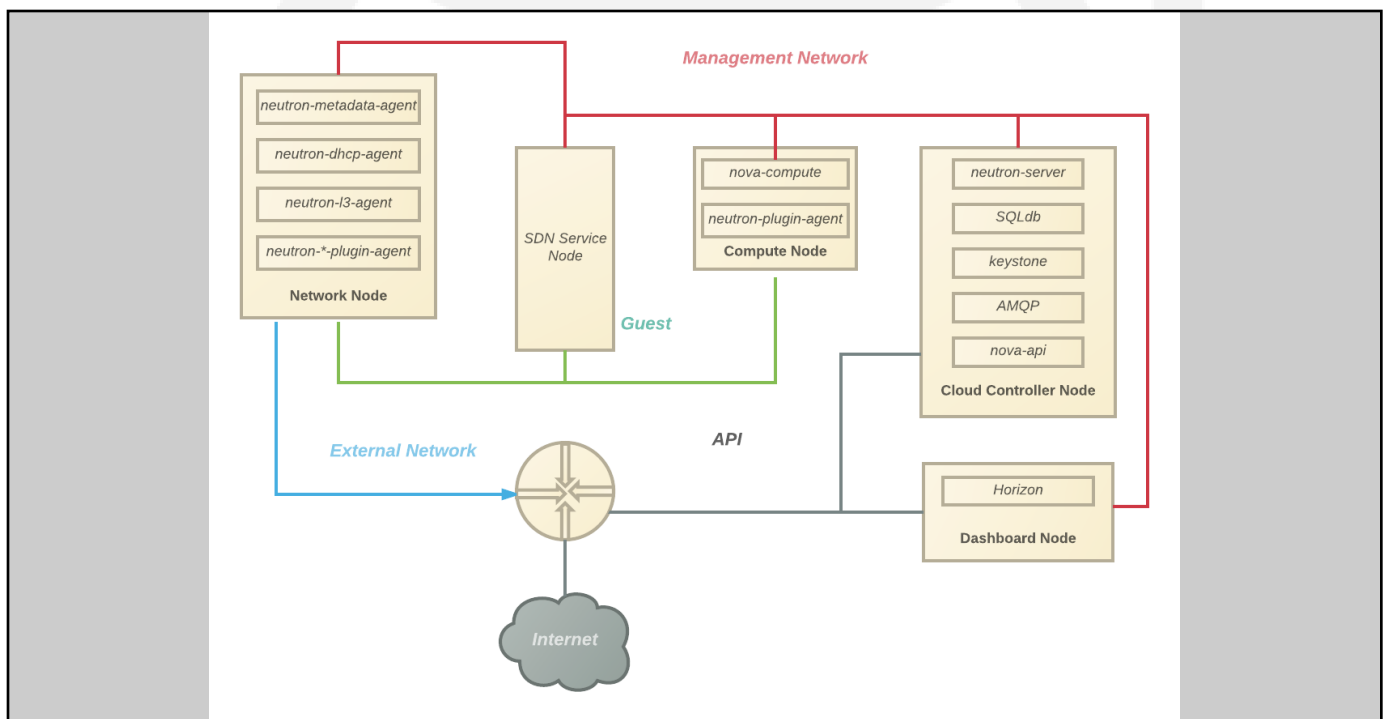 Management Network
neutron-metadata-agent
neutron-dhcp-agent
neutron-l3-agent
neutron-*-plugin-agent
Network Node
SDN Service
Node
nova-compute
neutron-plugin-agent
Compute Node
neutron-server
SQLdb
keystone
AMQP
nova-api
Cloud Controller Node
Guest
External Network
API
Horizon
Dashboard Node
Internet